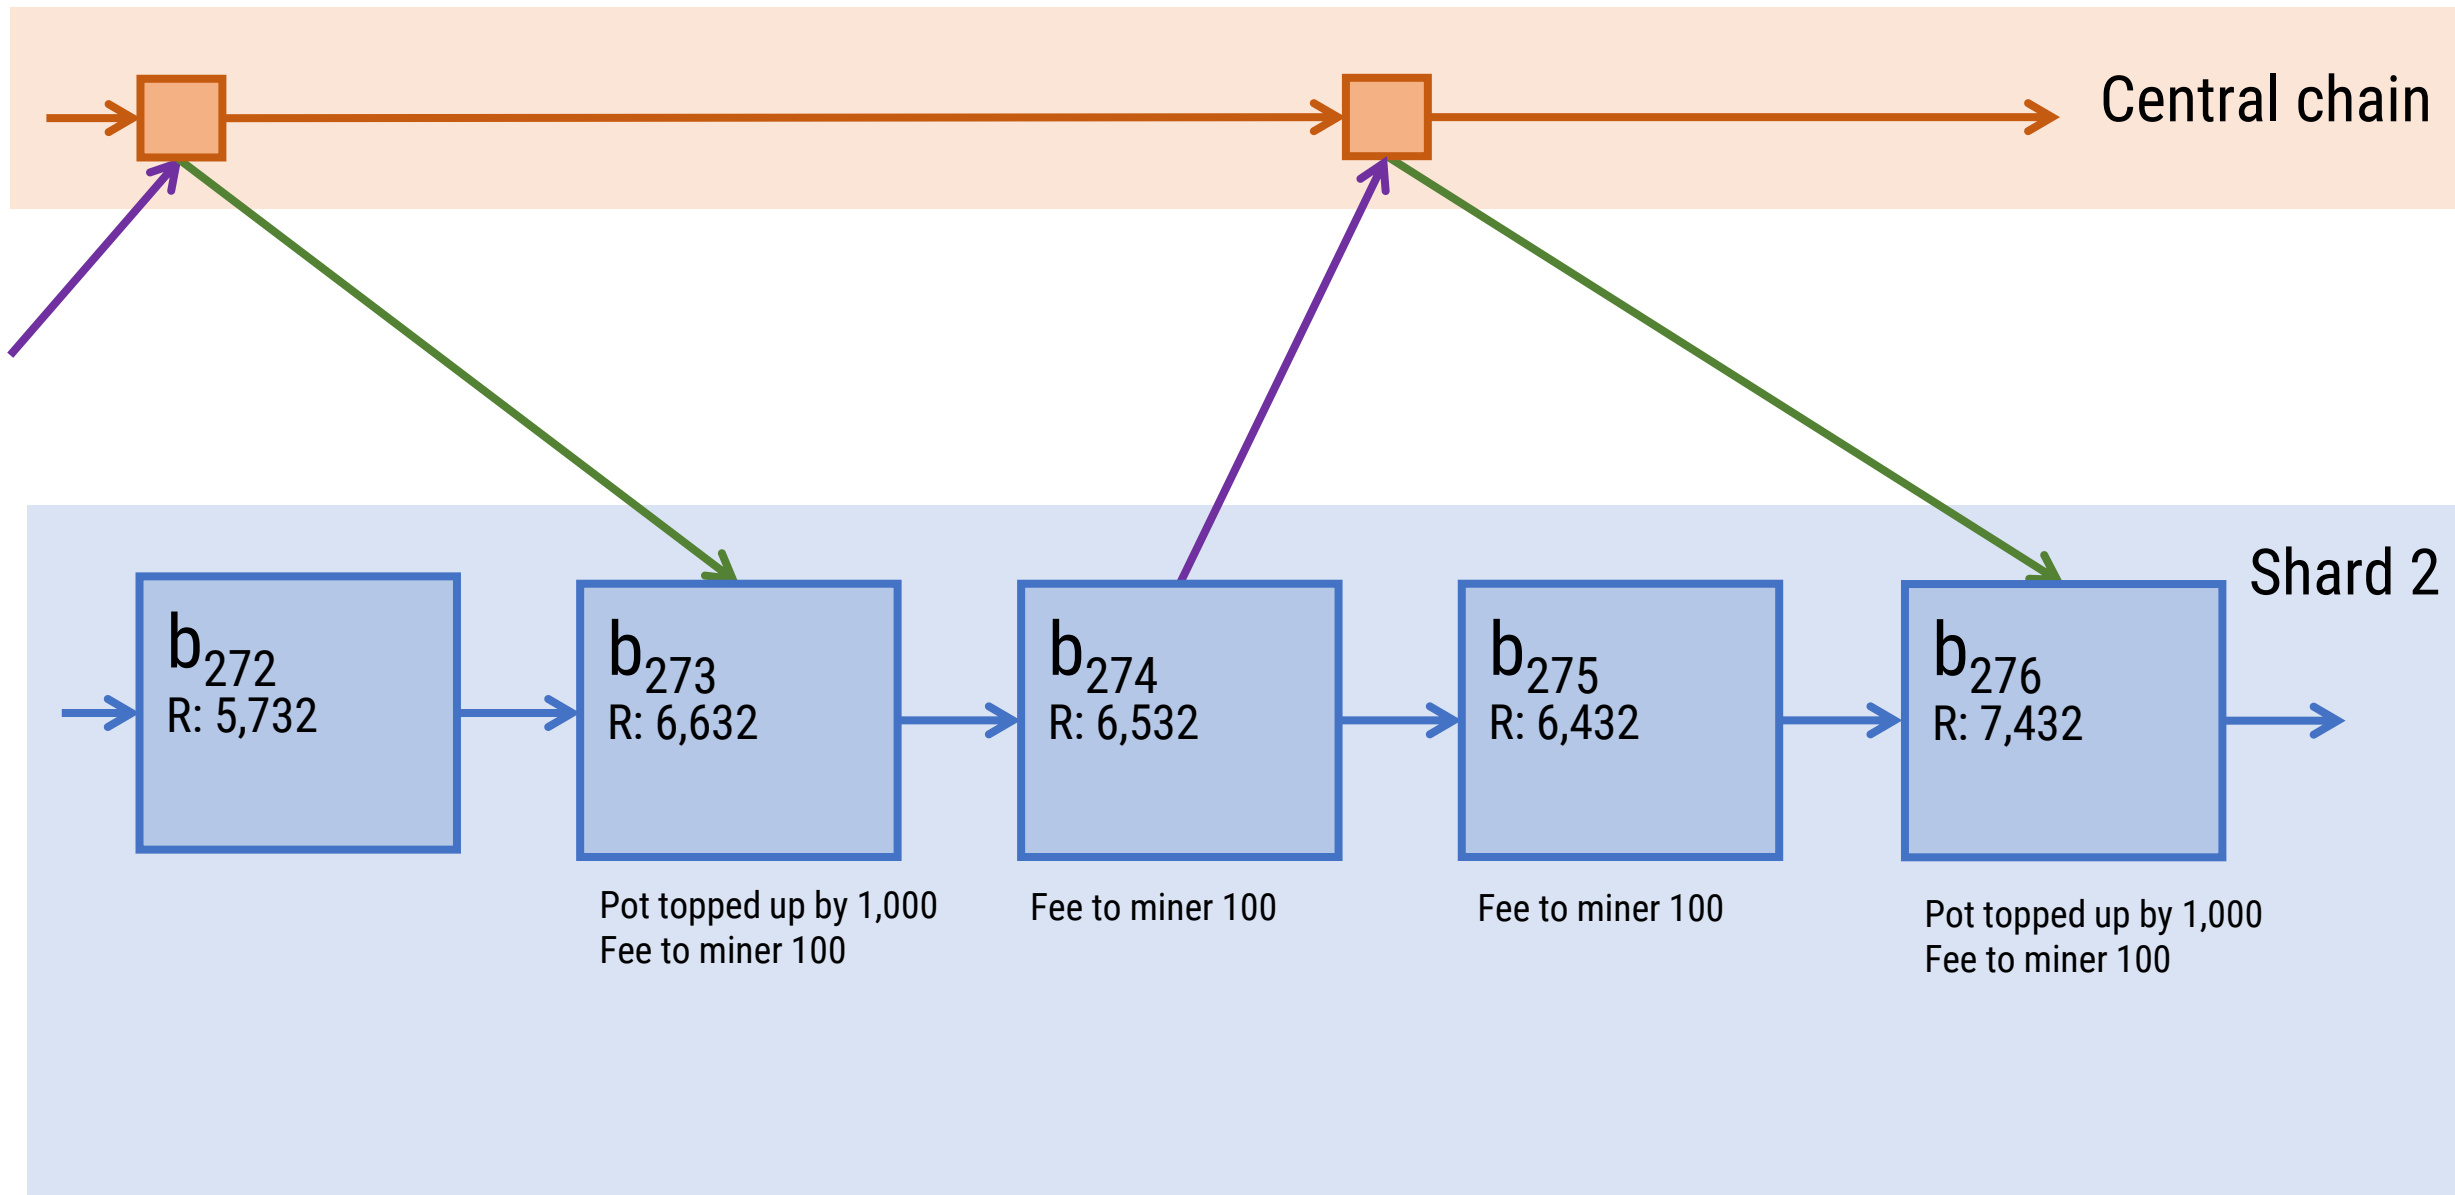 Central chain
Shard 2
b272
R: 5,732
b273
R: 6,632
b274
R: 6,532
b275
R: 6,432
b276
R: 7,432
Pot topped up by 1,000
Fee to miner 100
Fee to miner 100
Fee to miner 100
Pot topped up by 1,000
Fee to miner 100